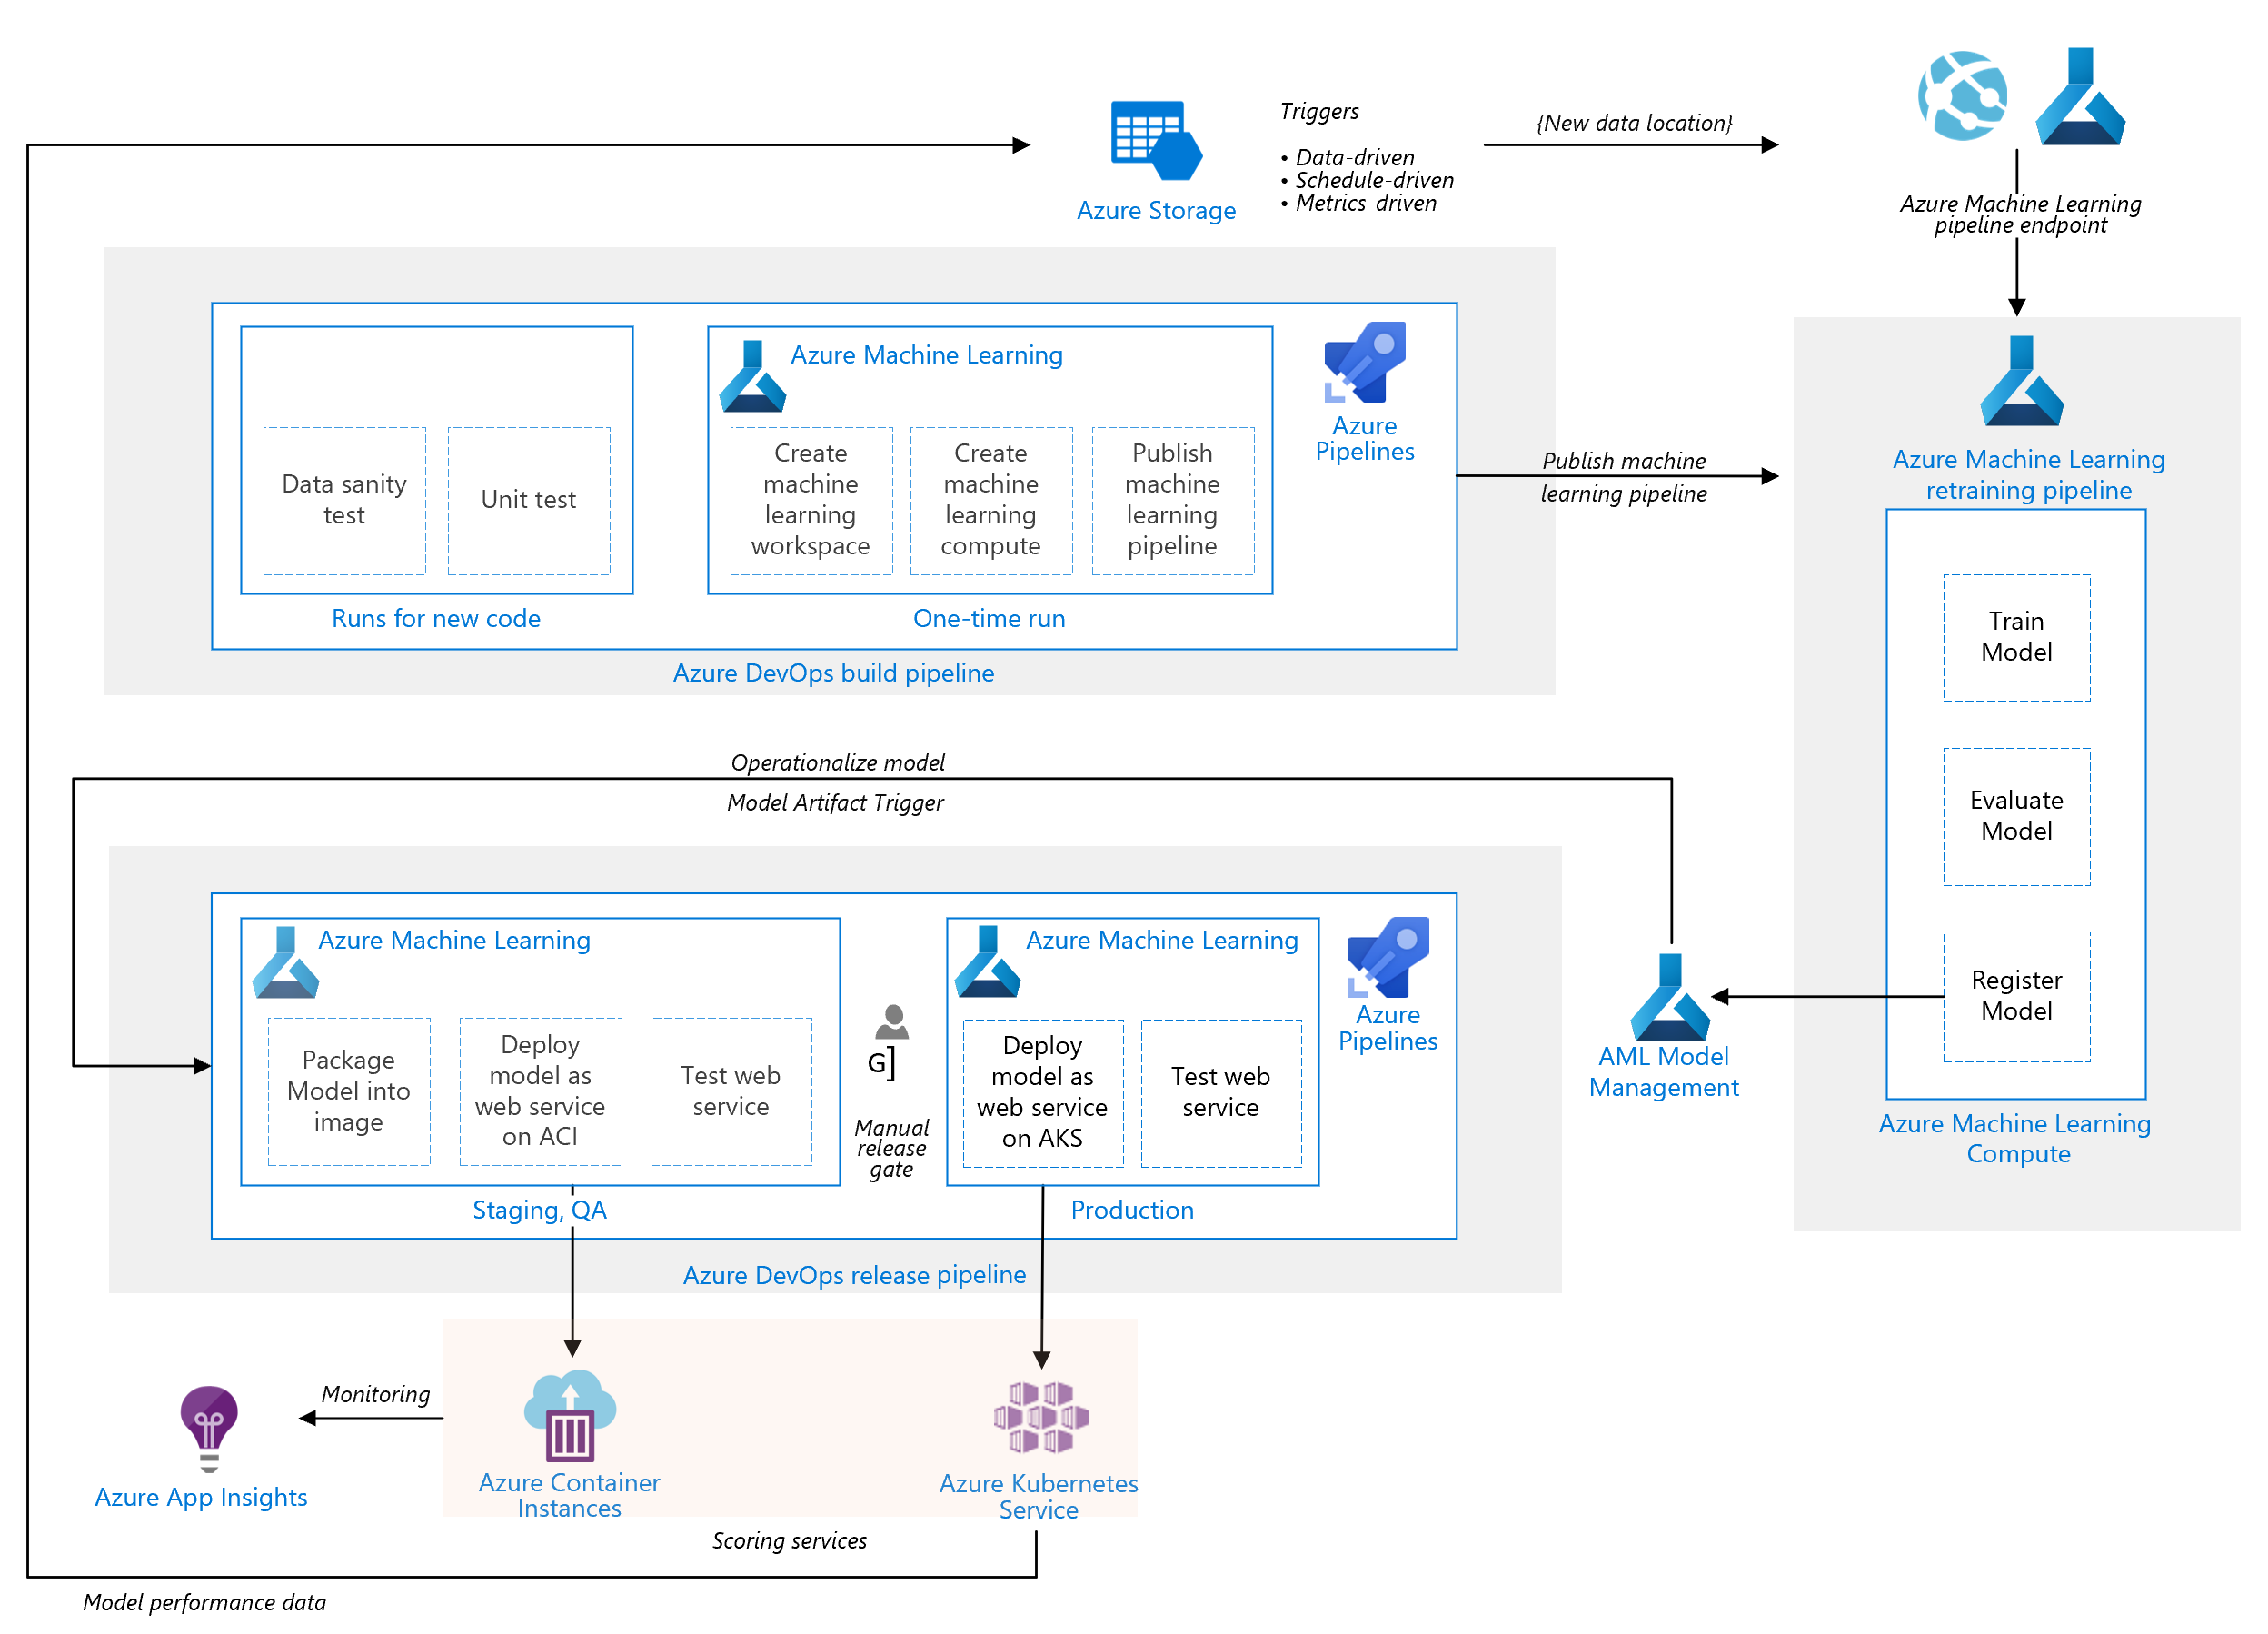 Triggers
• Data-driven
• Schedule-driven
• Metrics-driven
{New data location}
Azure Storage
Azure Machine Learning
pipeline endpoint
Azure Machine Learning
Azure
Pipelines
Data sanity
test
Unit test
Create
machine
learning
workspace
Create
machine
learning
compute
Publish
machine
learning
pipeline
Runs for new code
One-time run
Azure DevOps build pipeline
Publish machine
learning pipeline
Azure Machine Learning
retraining pipeline
Train
Model
Evaluate
Model
Register
Model
Azure Machine Learning
Compute
Operationalize model
Model Artifact Trigger
AML Model
Management
Azure Machine Learning
Package
Model into
image
Deploy
model as
web service
on ACI
Test web
service
Staging, QA
G]
Manual
release
gate
Azure Machine Learning
Deploy
model as
web service
on AKS
Test web
service
Production
Azure
Pipelines
Azure DevOps release pipeline
Monitoring
Azure App Insights
Azure Container
Instances
Azure Kubernetes
Service
Scoring services
Model performance data